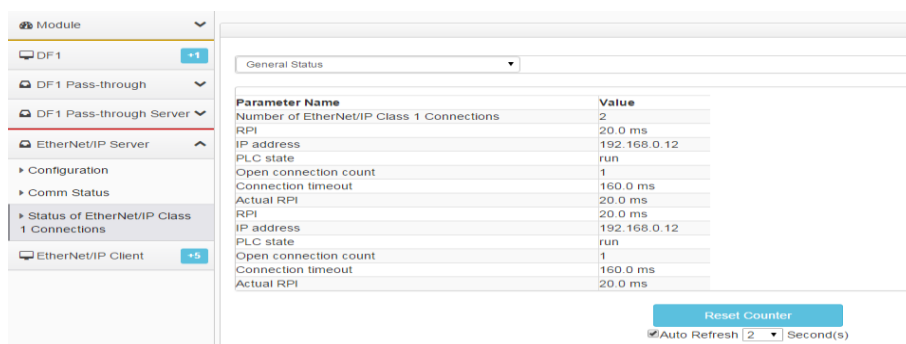 Module
DF1 +1
DF1 Pass-through
DF1 Pass-through Server
EtherNet/IP Server
Configuration
Comm Status
Status of EtherNet/IP Class
1 Connections
EtherNet/IP Client +5
General Status
Parameter Name Value
Number of EtherNet/IP Class 1 Connections 2
RPI 20.0 ms
IP address 192.168.0.12
PLC state run
Open connection count 1
Connection timeout 160.0 ms
Actual RPI 20.0 ms
RPI 20.0 ms
IP address 192.168.0.12
PLC state run
Open connection count 1
Connection timeout 160.0 ms
Actual RPI 20.0 ms
Reset Counter
Auto Refresh 2 Second(s)